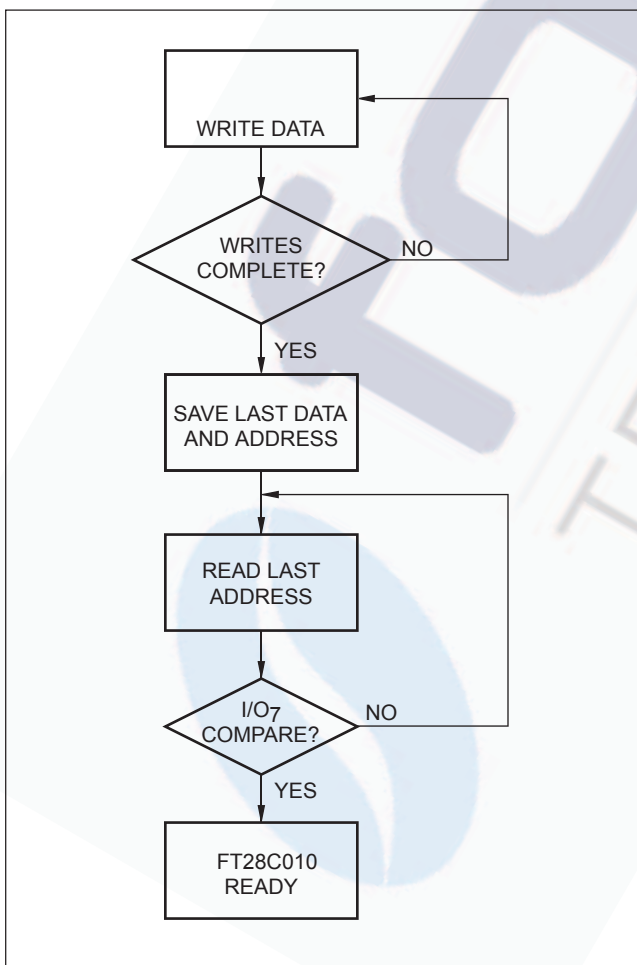 WRITE DATA
WRITES
COMPLETE?
NO
YES
SAVE LAST DATA
AND ADDRESS
READ LAST
ADDRESS
I/O7
COMPARE?
NO
YES
FT28C010
READY